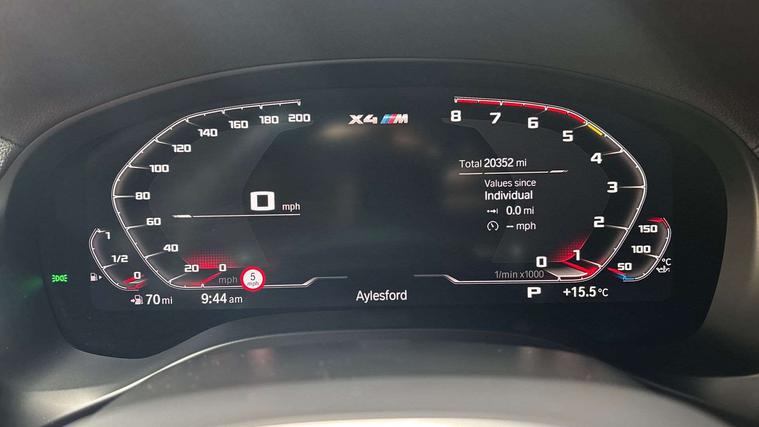 X4 M
200
180
160
140
120
100
80
60
40
20
0
mph
0 mph
8
7
6
5
4
3
2
1
0
1/min x1000
Total 20352 mi
Values since
Individual
0.0 mi
-- mph
1
1/2
0
150
100
50
°C
5
mph
70 mi
9:44 am
Aylesford
P
+15.5 °C